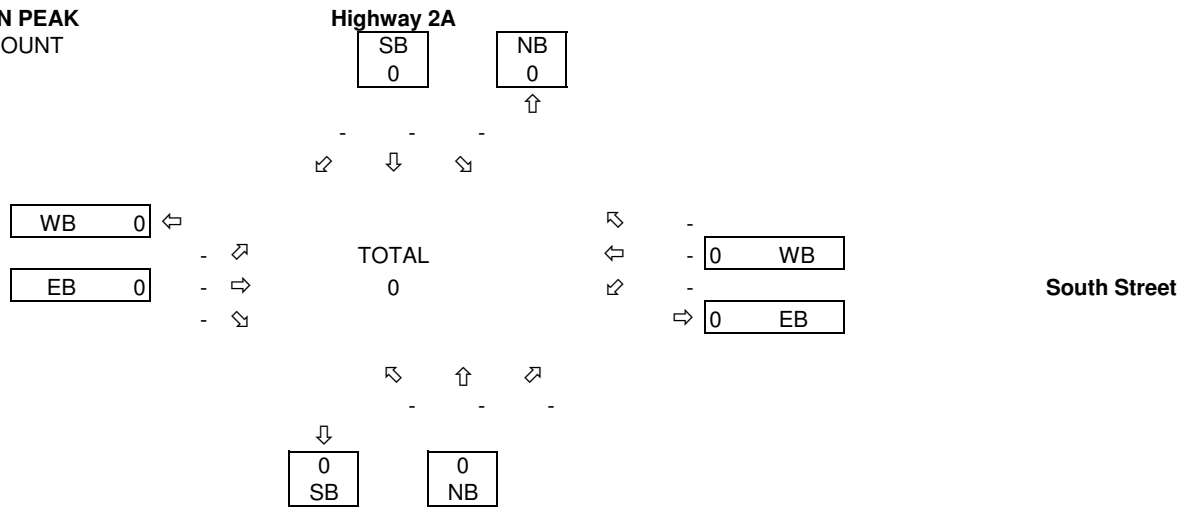 N PEAK Highway 2A
OUNT SB NB
0 0
⇧
- - -
⬃ ⇩ ⬂
WB 0 ⇦ ⬁ -
- ⬀ TOTAL ⇦ - 0 WB
EB 0 - ⇨ 0 ⬃ - South Street
- ⬂ ⇨ 0 EB
⬁ ⇧ ⬀
- - -
⇩
0 0
SB NB